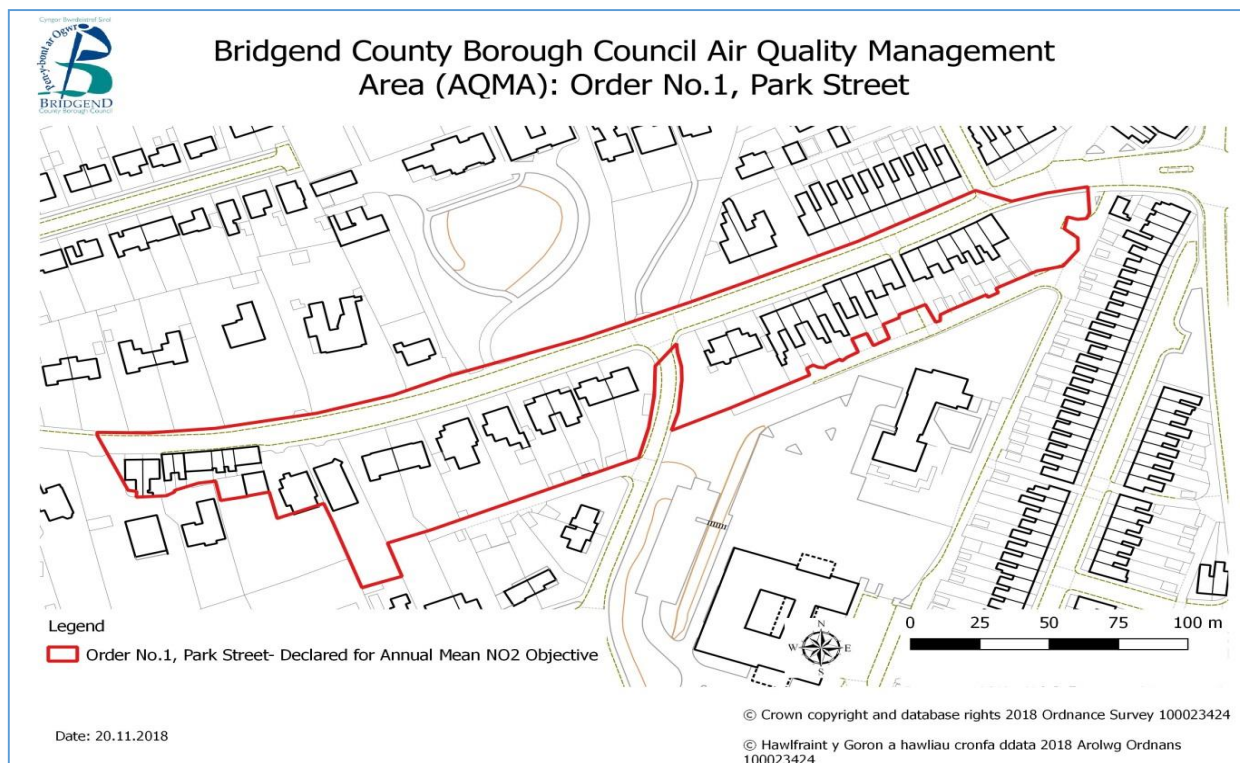 Cyngor Bwrdeistref Sirol
Pen-y-bont ar Ogwr
BRIDGEND
County Borough Council
Bridgend County Borough Council Air Quality Management
Area (AQMA): Order No.1, Park Street
Legend
Order No.1, Park Street- Declared for Annual Mean NO2 Objective
N
W E
S
0 25 50 75 100 m
Date: 20.11.2018
© Crown copyright and database rights 2018 Ordnance Survey 100023424
© Hawlfraint y Goron a hawliau cronfa ddata 2018 Arolwg Ordnans
100023424